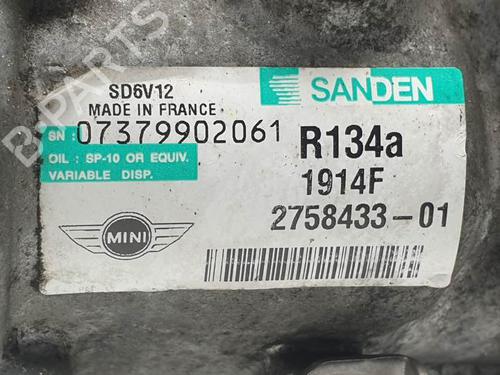 B-PARTS
SD6V12
MADE IN FRANCE
SANDEN
SN: 07379902061
R134a
OIL : SP-10 OR EQUIV.
VARIABLE DISP.
1914F
2758433-01
MINI